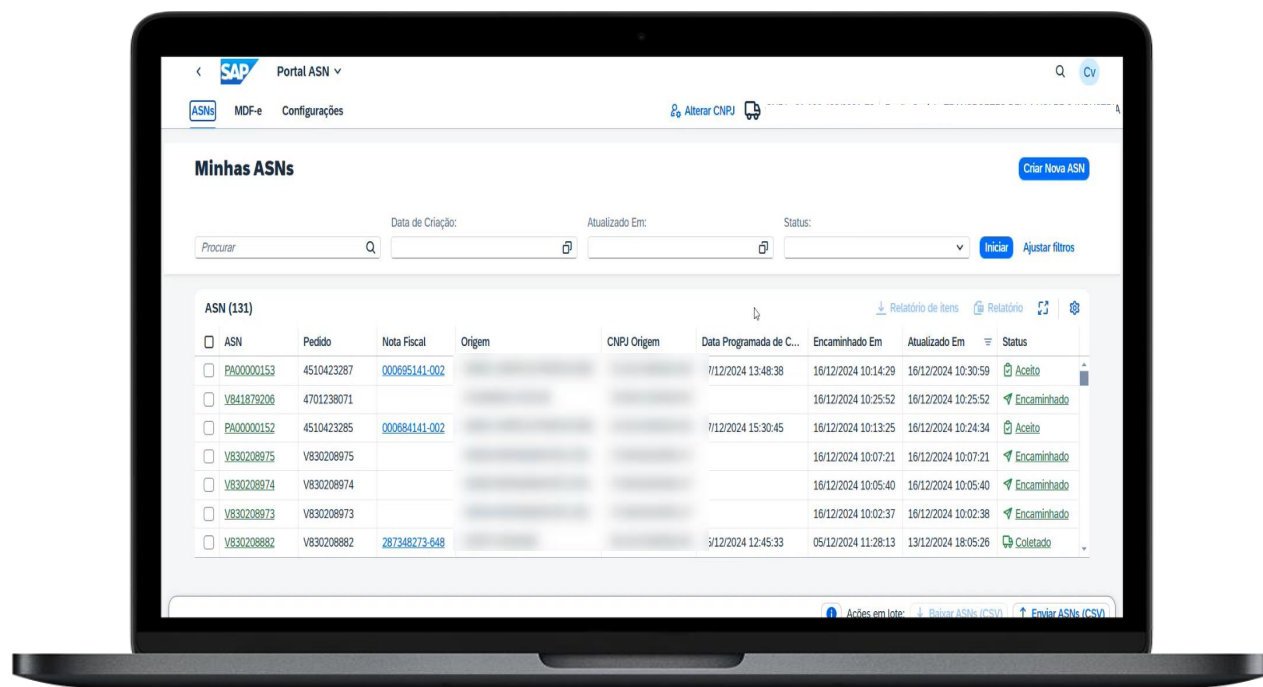 SAP Portal ASN Cv
ASNs MDF-e Configurações Alterar CNPJ
Minhas ASNs Criar Nova ASN
Data de Criação: Atualizado Em: Status:
Procurar Iniciar Ajustar filtros
ASN (131) Relatório de itens Relatório
ASN Pedido Nota Fiscal Origem CNPJ Origem Data Programada de C... Encaminhado Em Atualizado Em Status
PA00000153 4510423287 000695141-002 7/12/2024 13:48:38 16/12/2024 10:14:29 16/12/2024 10:30:59 Aceito
V841879206 4701238071 16/12/2024 10:25:52 16/12/2024 10:25:52 Encaminhado
PA00000152 4510423285 000684141-002 7/12/2024 15:30:45 16/12/2024 10:13:25 16/12/2024 10:24:34 Aceito
V830208975 V830208975 16/12/2024 10:07:21 16/12/2024 10:07:21 Encaminhado
V830208974 V830208974 16/12/2024 10:05:40 16/12/2024 10:05:40 Encaminhado
V830208973 V830208973 16/12/2024 10:02:37 16/12/2024 10:02:38 Encaminhado
V830208882 V830208882 287348273-648 5/12/2024 12:45:33 05/12/2024 11:28:13 13/12/2024 18:05:26 Coletado
Ações em lote: Baixar ASNs (CSV) Enviar ASNs (CSV)